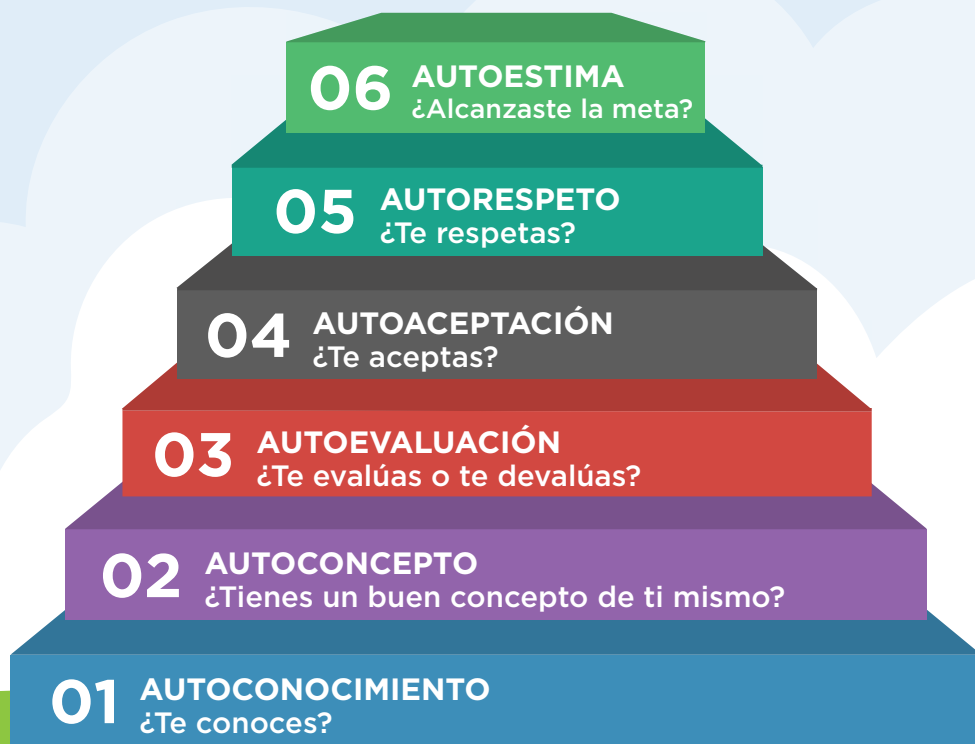 06 AUTOESTIMA
¿Alcanzaste la meta?
05 AUTORESPETO
¿Te respetas?
04 AUTOACEPTACIÓN
¿Te aceptas?
03 AUTOEVALUACIÓN
¿Te evalúas o te devalúas?
02 AUTOCONCEPTO
¿Tienes un buen concepto de ti mismo?
01 AUTOCONOCIMIENTO
¿Te conoces?